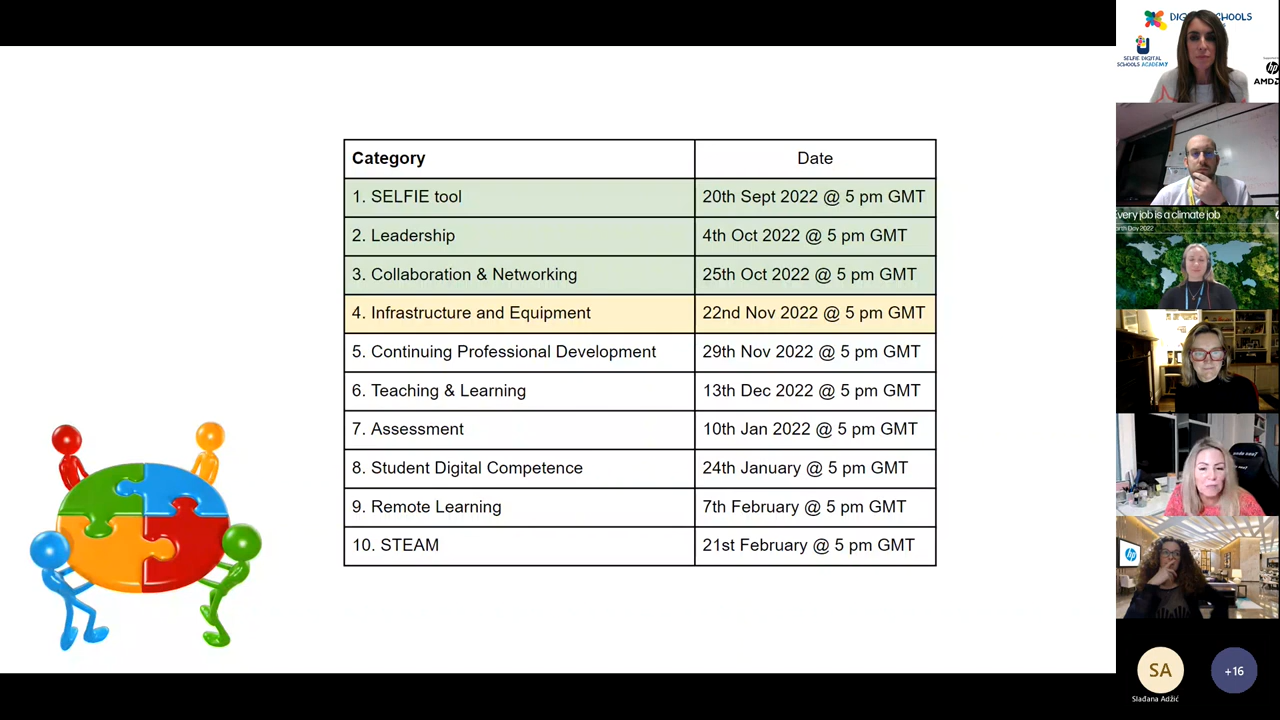 Category Date
1. SELFIE tool 20th Sept 2022 @ 5 pm GMT
2. Leadership 4th Oct 2022 @ 5 pm GMT
3. Collaboration & Networking 25th Oct 2022 @ 5 pm GMT
4. Infrastructure and Equipment 22nd Nov 2022 @ 5 pm GMT
5. Continuing Professional Development 29th Nov 2022 @ 5 pm GMT
6. Teaching & Learning 13th Dec 2022 @ 5 pm GMT
7. Assessment 10th Jan 2022 @ 5 pm GMT
8. Student Digital Competence 24th January @ 5 pm GMT
9. Remote Learning 7th February @ 5 pm GMT
10. STEAM 21st February @ 5 pm GMT
SCHOOLS
SELFIE DIGITAL
SCHOOLS ACADEMY
hp
AMD
very job is a climate job
Day 2022
hp
SA
+16
Slađana Adžić